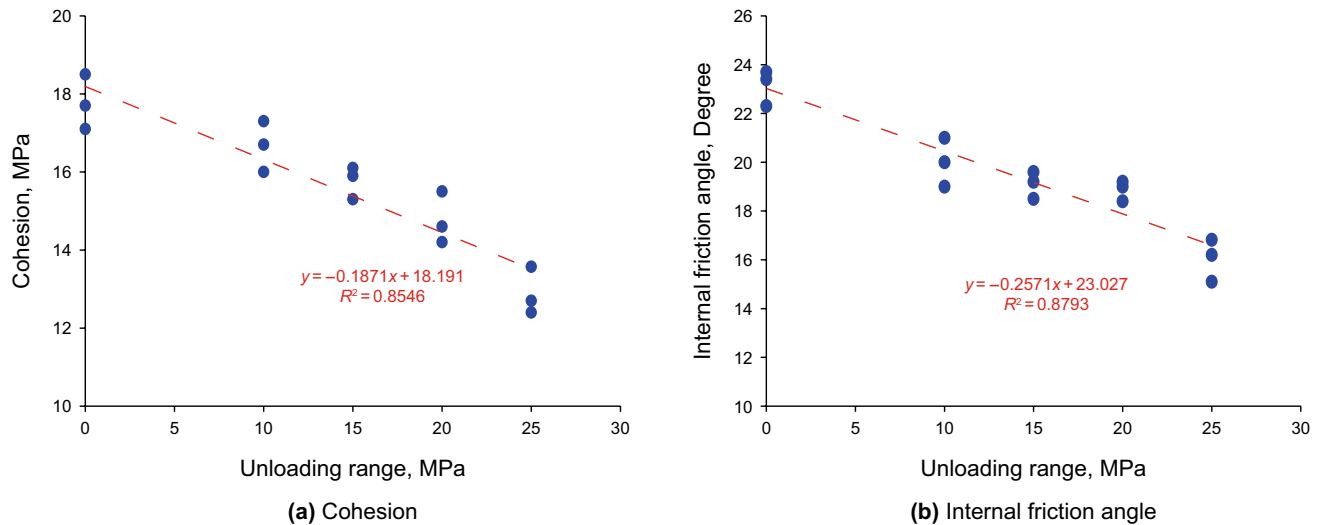 20
18
16
14
12
10
Cohesion, MPa
y = −0.1871x + 18.191
R² = 0.8546
0 5 10 15 20 25 30
Unloading range, MPa
(a) Cohesion
26
24
22
20
18
16
14
12
10
Internal friction angle, Degree
y = −0.2571x + 23.027
R² = 0.8793
0 5 10 15 20 25 30
Unloading range, MPa
(b) Internal friction angle